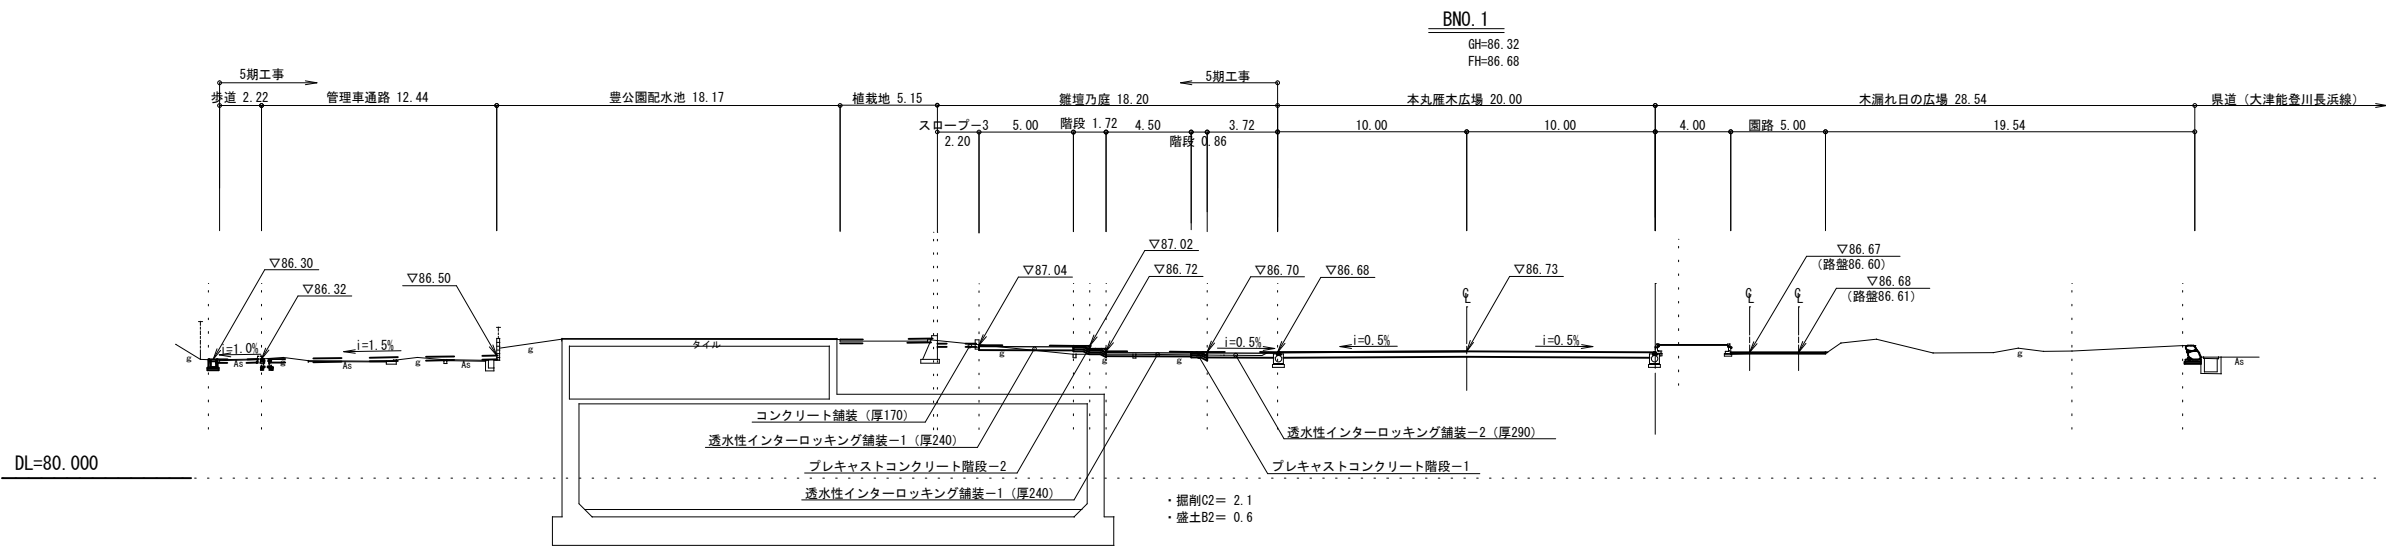 BNO.1
GH=86.32
FH=86.68
5期工事
5期工事
歩道 2.22
管理車通路 12.44
豊公園配水池 18.17
植栽地 5.15
雛壇乃庭 18.20
本丸雁木広場 20.00
木漏れ日の広場 28.54
県道（大津能登川長浜線）
スロープ－3
2.20
5.00
階段 1.72
4.50
階段 0.86
3.72
10.00
10.00
4.00
園路 5.00
19.54
▽86.30
▽86.32
▽86.50
▽87.04
▽87.02
▽86.72
▽86.70
▽86.68
▽86.73
▽86.67
（路盤86.60）
▽86.68
（路盤86.61）
i=1.0%
i=1.5%
i=0.5%
i=0.5%
i=0.5%
g
As
g
As
g
As
g
タイル
g
g
g
g
As
コンクリート舗装（厚170）
透水性インターロッキング舗装－1（厚240）
プレキャストコンクリート階段－2
透水性インターロッキング舗装－1（厚240）
透水性インターロッキング舗装－2（厚290）
プレキャストコンクリート階段－1
DL=80.000
・掘削C2＝ 2.1
・盛土B2＝ 0.6